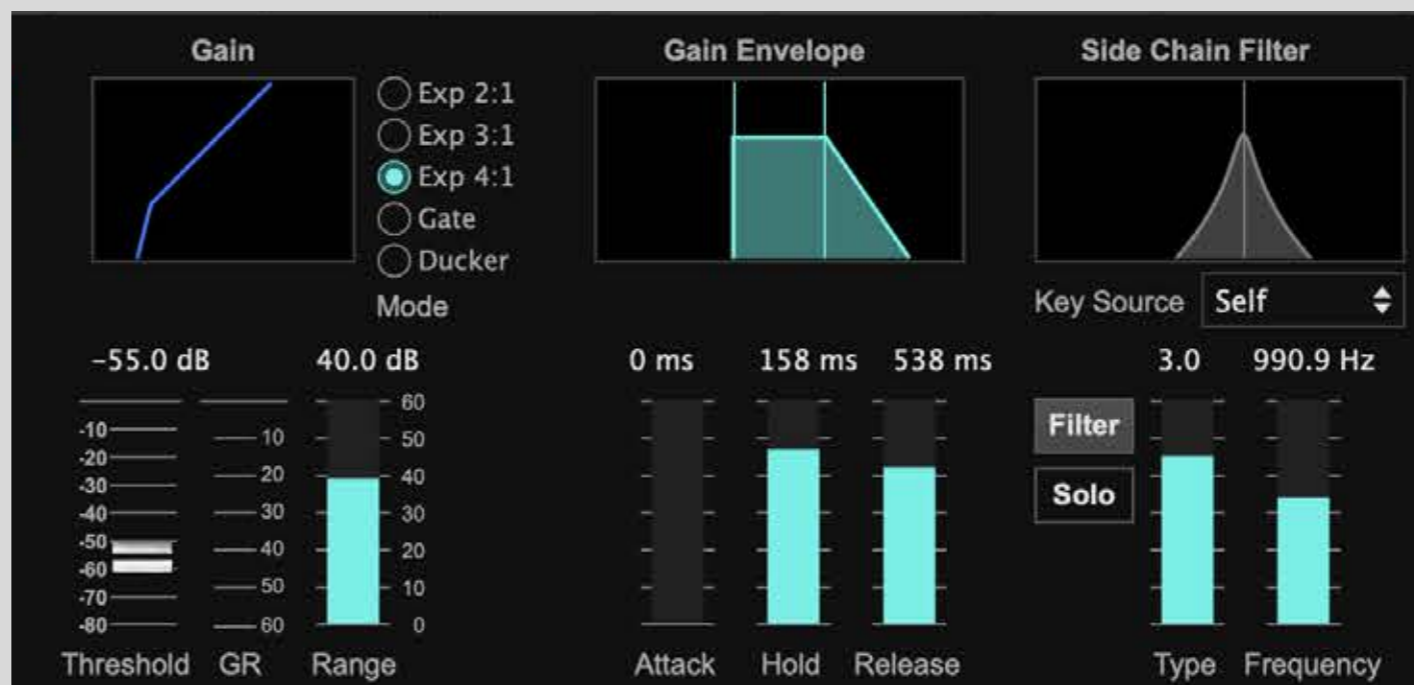 Gain
Gain Envelope
Side Chain Filter
Exp 2:1
Exp 3:1
Exp 4:1
Gate
Ducker
Mode
Key Source
Self
-55.0 dB
40.0 dB
0 ms
158 ms
538 ms
3.0
990.9 Hz
-10
-20
-30
-40
-50
-60
-70
-80
10
20
30
40
50
60
60
50
40
30
20
10
0
Filter
Solo
Threshold
GR
Range
Attack
Hold
Release
Type
Frequency